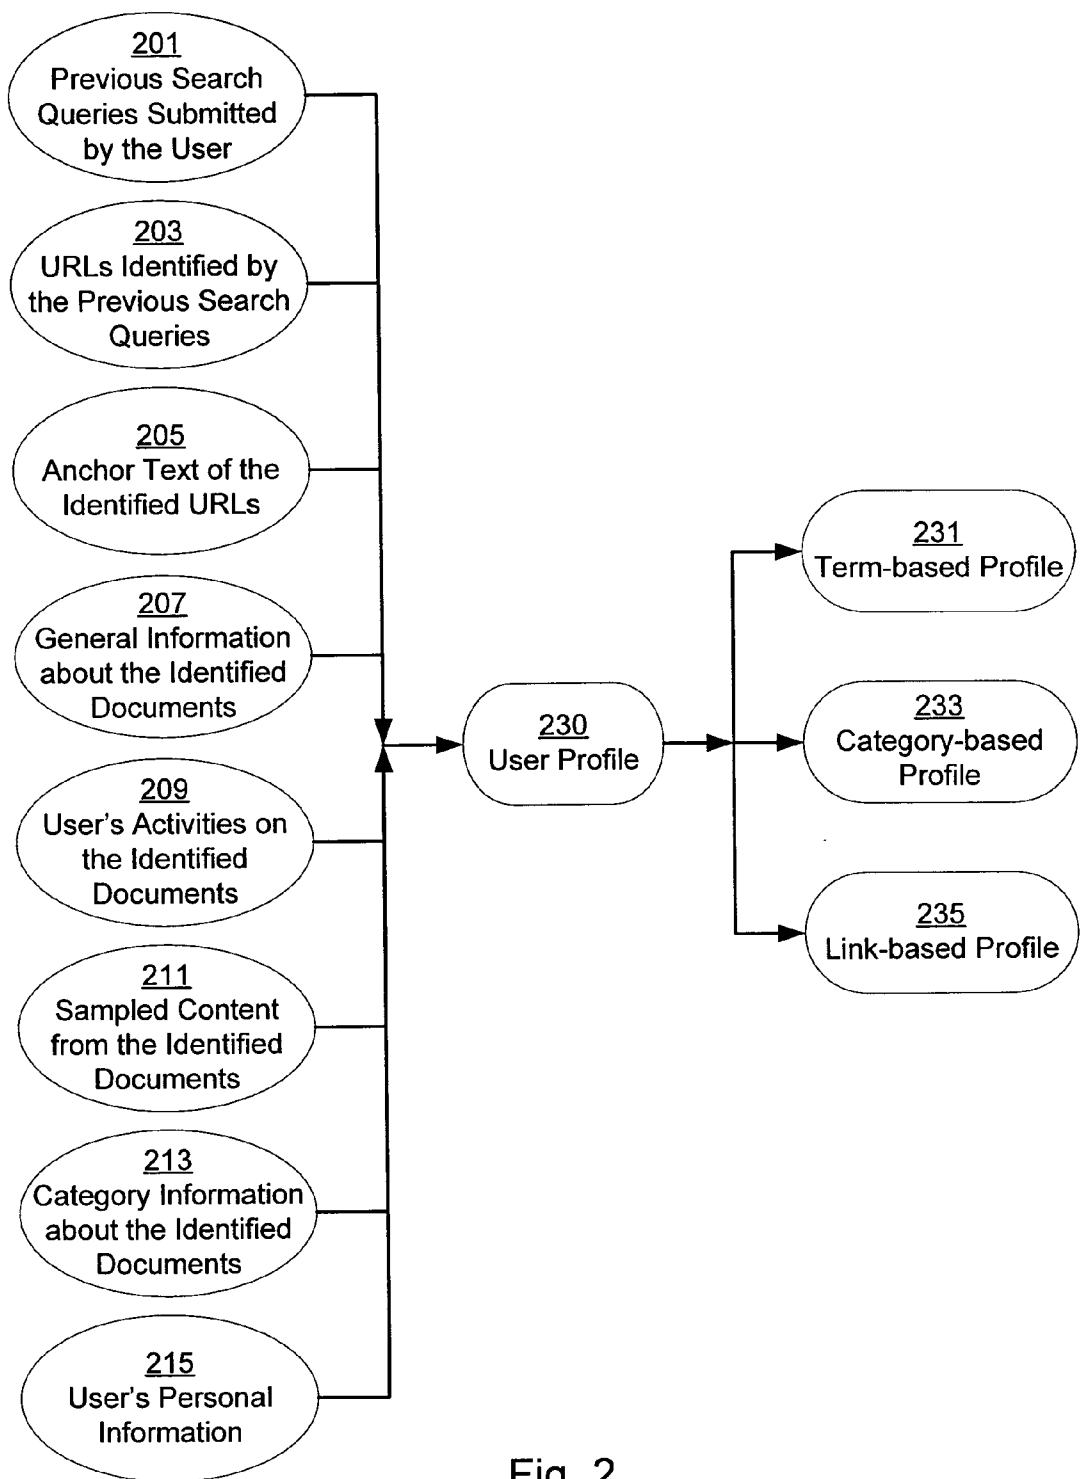 201
Previous Search
Queries Submitted
by the User
203
URLs Identified by
the Previous Search
Queries
205
Anchor Text of the
Identified URLs
207
General Information
about the Identified
Documents
209
User's Activities on
the Identified
Documents
211
Sampled Content
from the Identified
Documents
213
Category Information
about the Identified
Documents
215
User's Personal
Information
230
User Profile
231
Term-based Profile
233
Category-based
Profile
235
Link-based Profile
Fig. 2